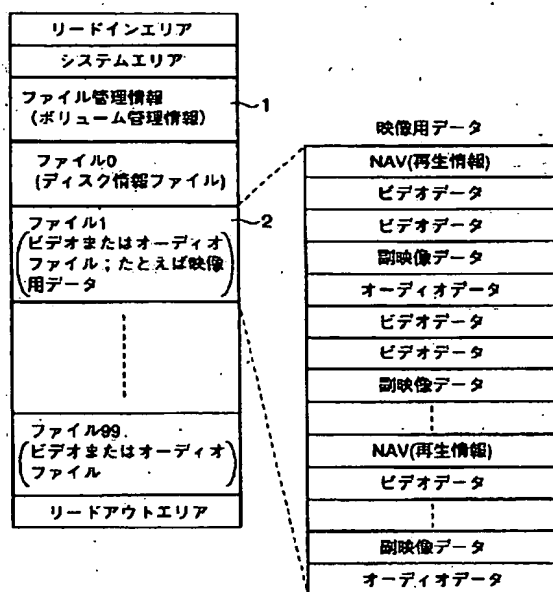 リードインエリア
システムエリア
ファイル管理情報
(ボリューム管理情報)
1
ファイル0
(ディスク情報ファイル)
ファイル1
ビデオまたはオーディオ
ファイル;たとえば映像
用データ
2
ファイル99.
ビデオまたはオーディオ
ファイル
リードアウトエリア
映像用データ
NAV(再生情報)
ビデオデータ
ビデオデータ
副映像データ
オーディオデータ
ビデオデータ
ビデオデータ
副映像データ
NAV(再生情報)
ビデオデータ
副映像データ
オーディオデータ